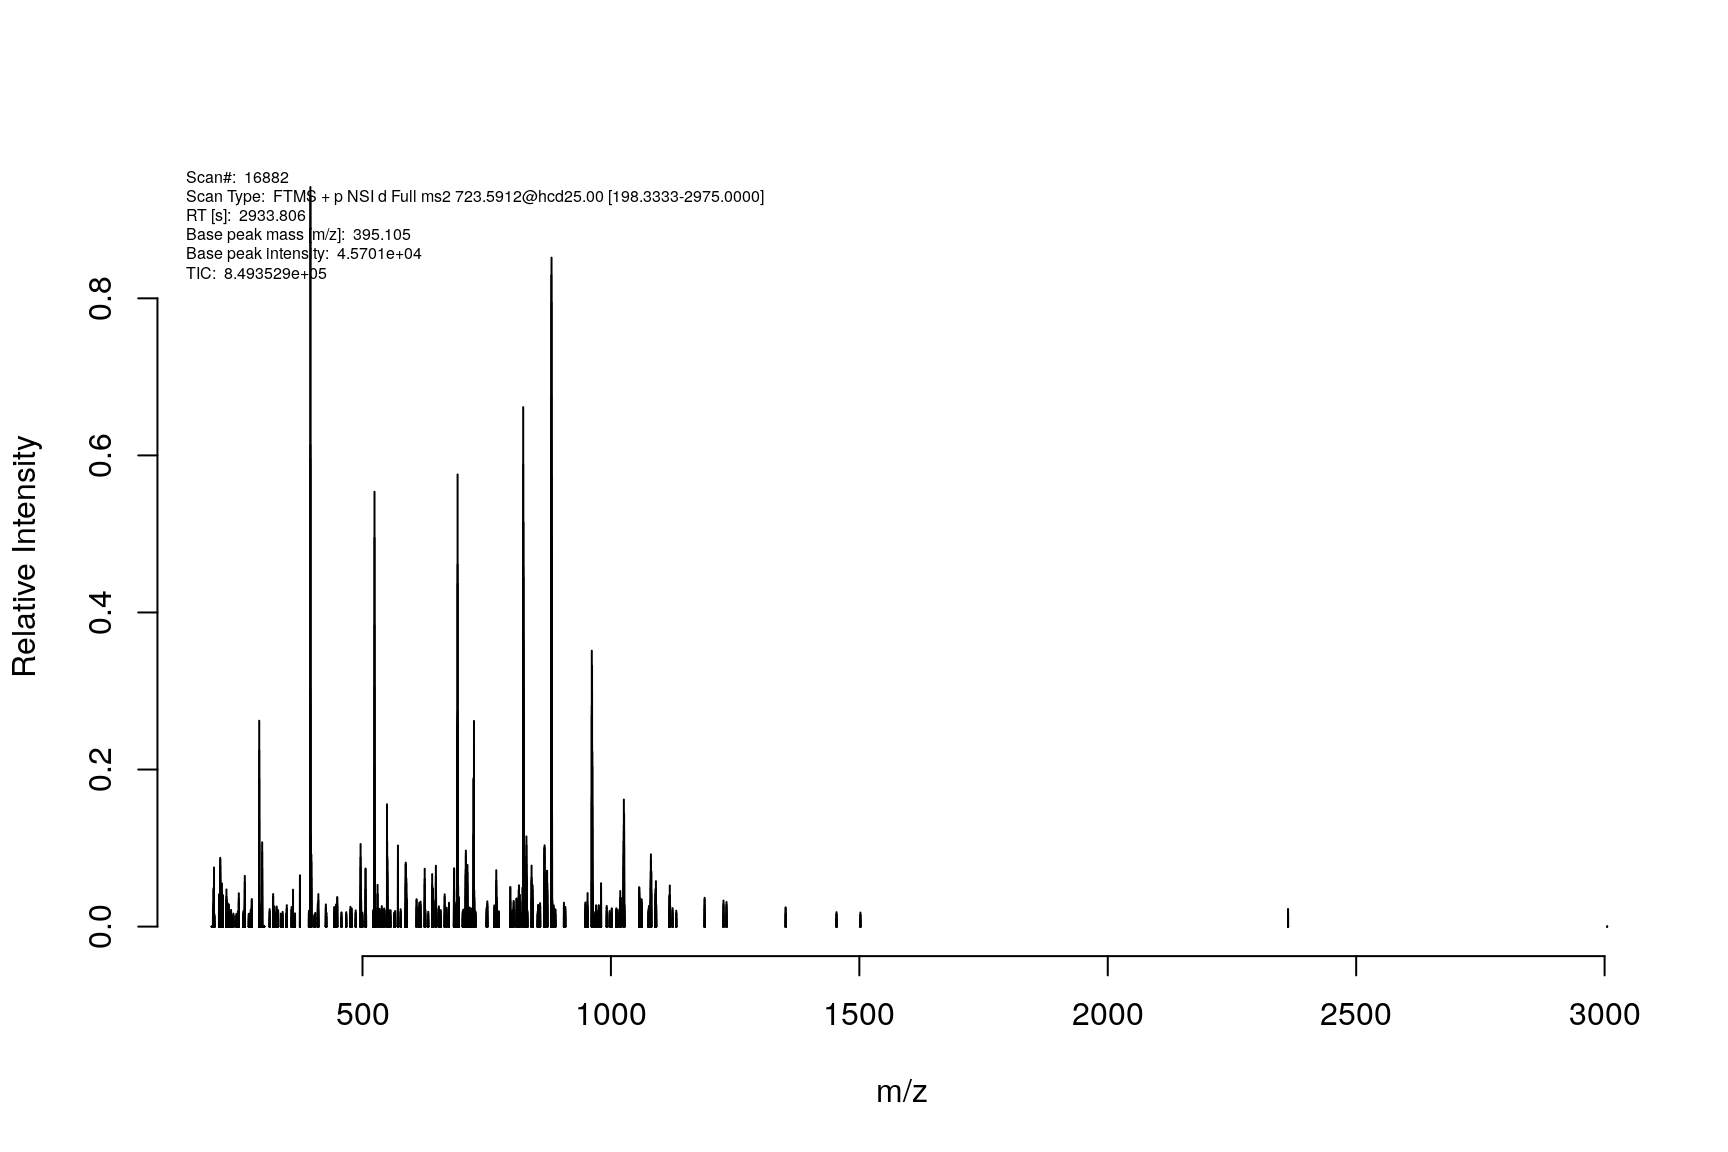 Scan#: 16882
Scan Type: FTMS + p NSI d Full ms2 723.5912@hcd25.00 [198.3333-2975.0000]
RT [s]: 2933.806
Base peak mass [m/z]: 395.105
Base peak intensity: 4.5701e+04
TIC: 8.493529e+05
0.8
0.6
0.4
0.2
0.0
Relative Intensity
500 1000 1500 2000 2500 3000
m/z